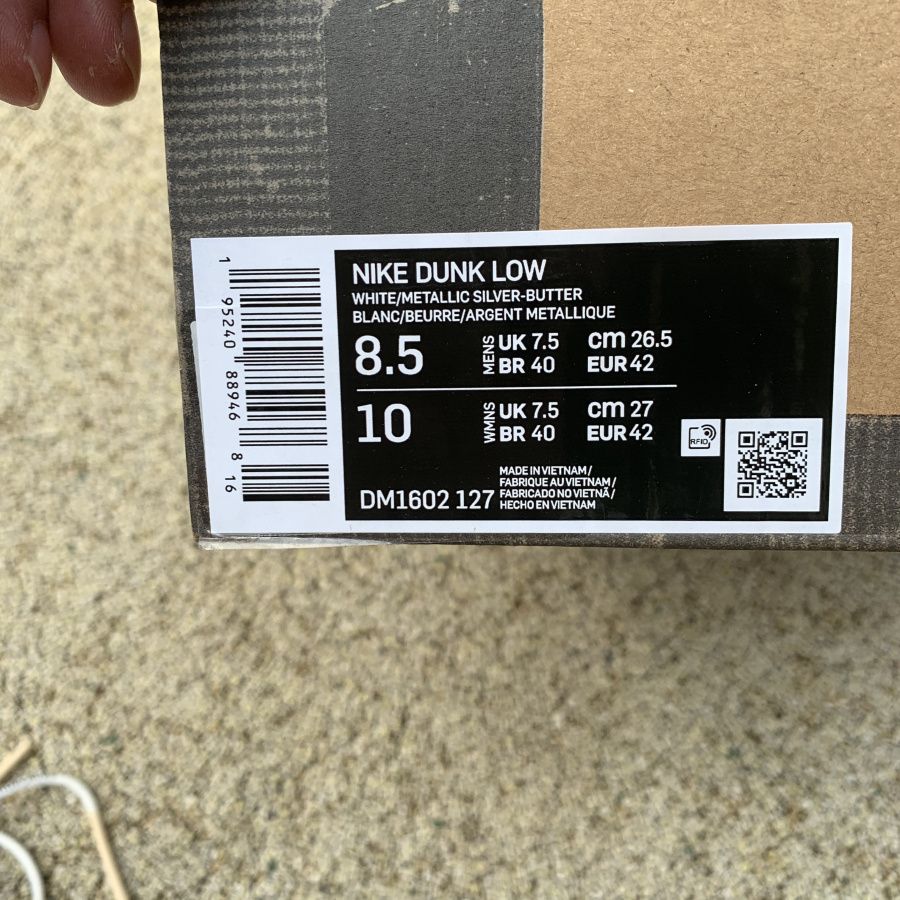 NIKE DUNK LOW
WHITE/METALLIC SILVER-BUTTER
BLANC/BEURRE/ARGENT METALLIQUE
8.5 MENS UK 7.5 cm 26.5
BR 40 EUR 42
10 WMNS UK 7.5 cm 27
BR 40 EUR 42
RFID
MADE IN VIETNAM /
FABRIQUE AU VIETNAM /
FABRICADO NO VIETNÃ /
HECHO EN VIETNAM
DM1602 127
1 95240 88946 8 16